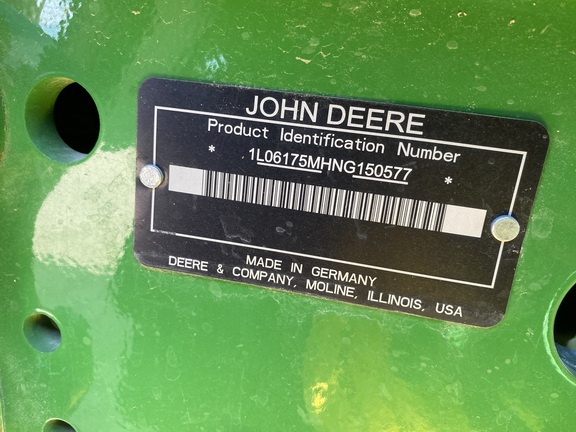 JOHN DEERE
Product Identification Number
* 1L06175MHNG150577 *
MADE IN GERMANY
DEERE & COMPANY, MOLINE, ILLINOIS, USA